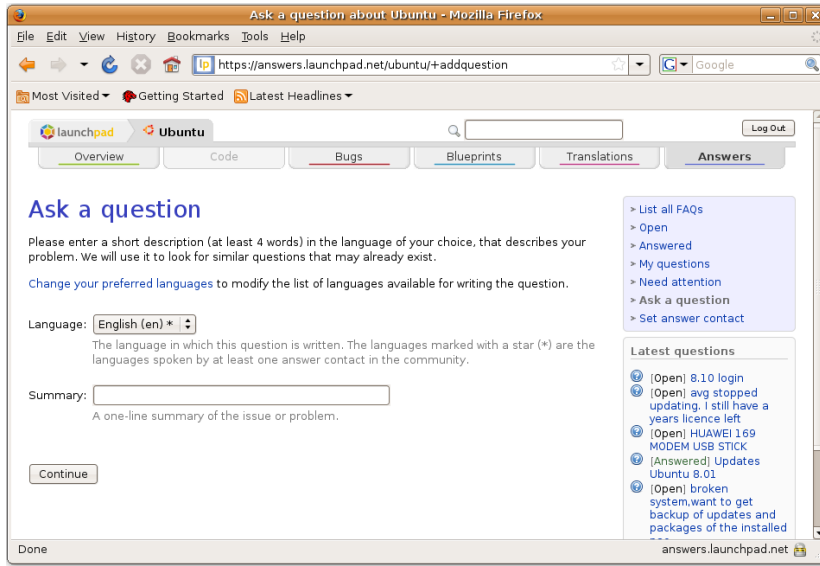 Ask a question about Ubuntu - Mozilla Firefox
File Edit View History Bookmarks Tools Help
lp https://answers.launchpad.net/ubuntu/+addquestion G Google
Most Visited Getting Started Latest Headlines
launchpad Ubuntu Log Out
Overview Code Bugs Blueprints Translations Answers
Ask a question
Please enter a short description (at least 4 words) in the language of your choice, that describes your
problem. We will use it to look for similar questions that may already exist.
Change your preferred languages to modify the list of languages available for writing the question.
Language: English (en) *
The language in which this question is written. The languages marked with a star (*) are the
languages spoken by at least one answer contact in the community.
Summary:
A one-line summary of the issue or problem.
Continue
List all FAQs
Open
Answered
My questions
Need attention
Ask a question
Set answer contact
Latest questions
[Open] 8.10 login
[Open] avg stopped
updating. I still have a
years licence left
[Open] HUAWEI 169
MODEM USB STICK
[Answered] Updates
Ubuntu 8.01
[Open] broken
system,want to get
backup of updates and
packages of the installed
Done answers.launchpad.net